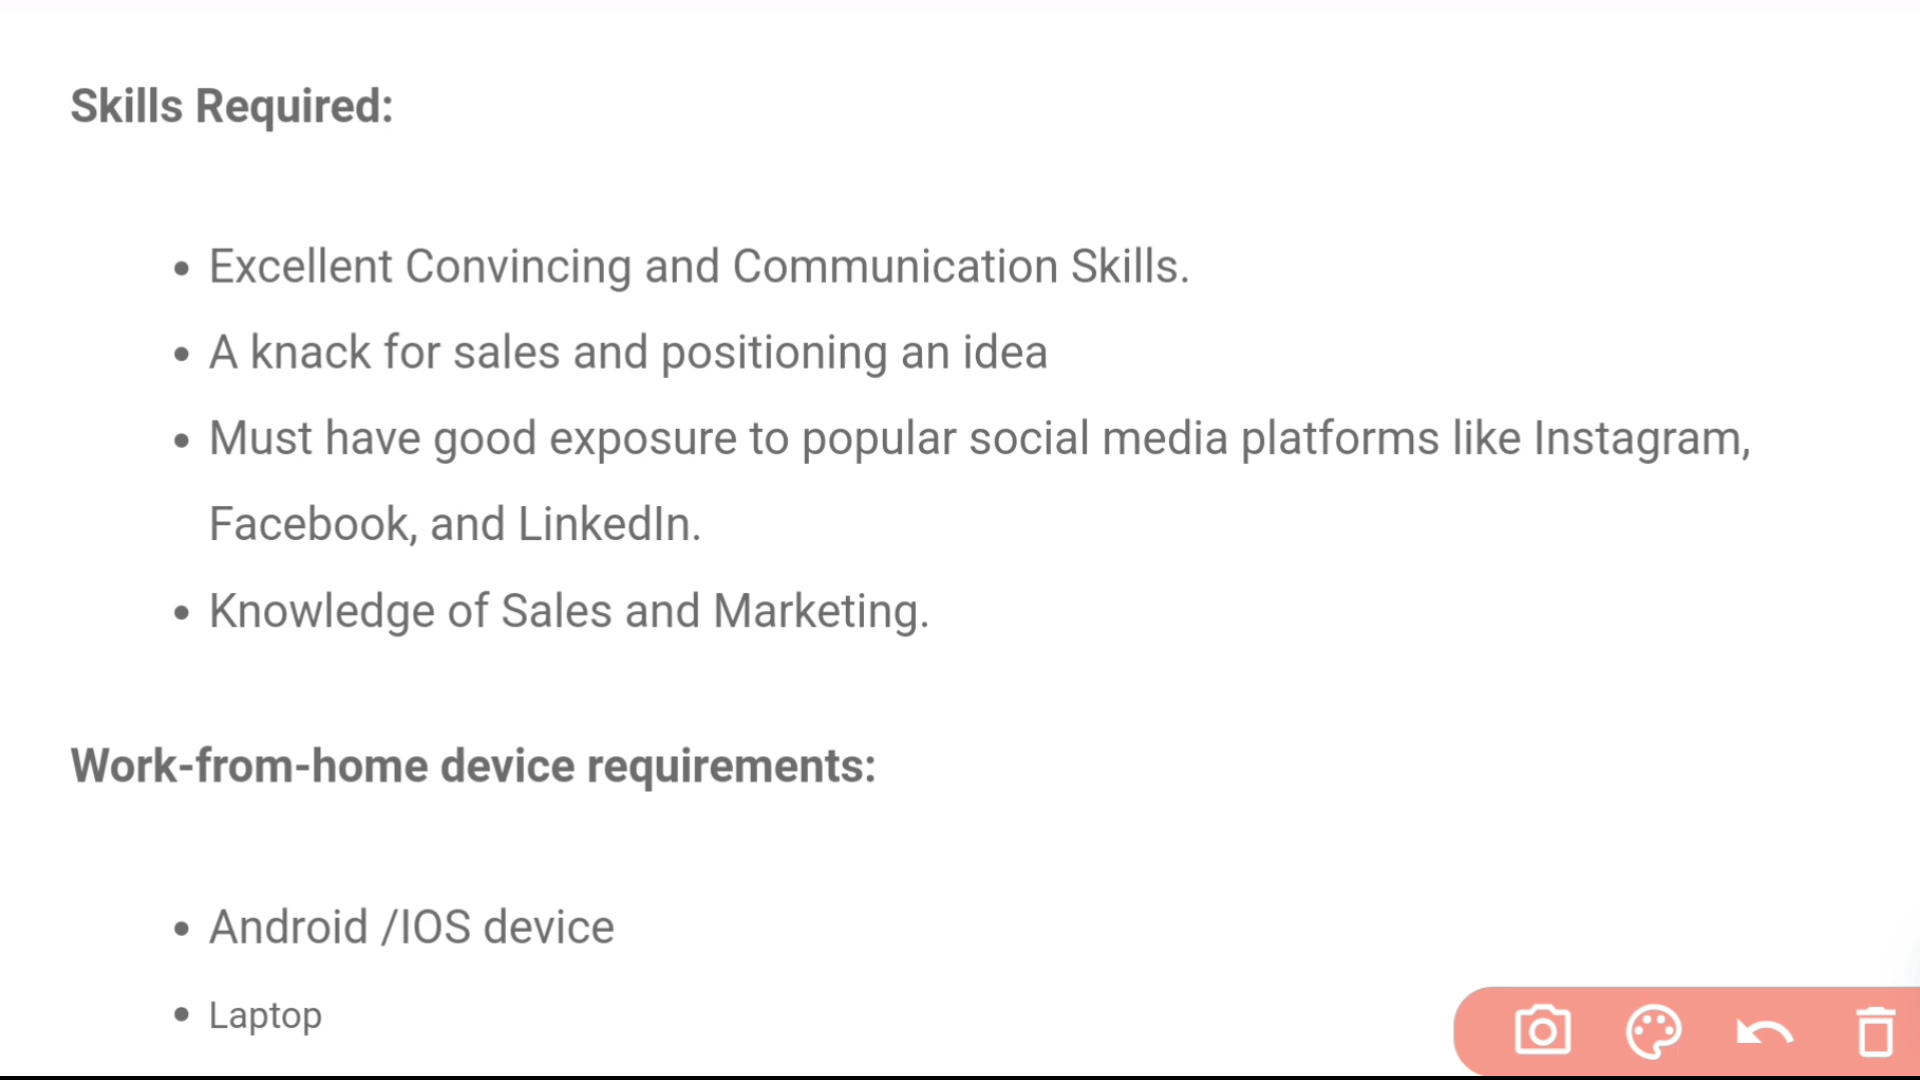 Skills Required:
• Excellent Convincing and Communication Skills.
• A knack for sales and positioning an idea
• Must have good exposure to popular social media platforms like Instagram,
Facebook, and LinkedIn.
• Knowledge of Sales and Marketing.
Work-from-home device requirements:
• Android /IOS device
• Laptop